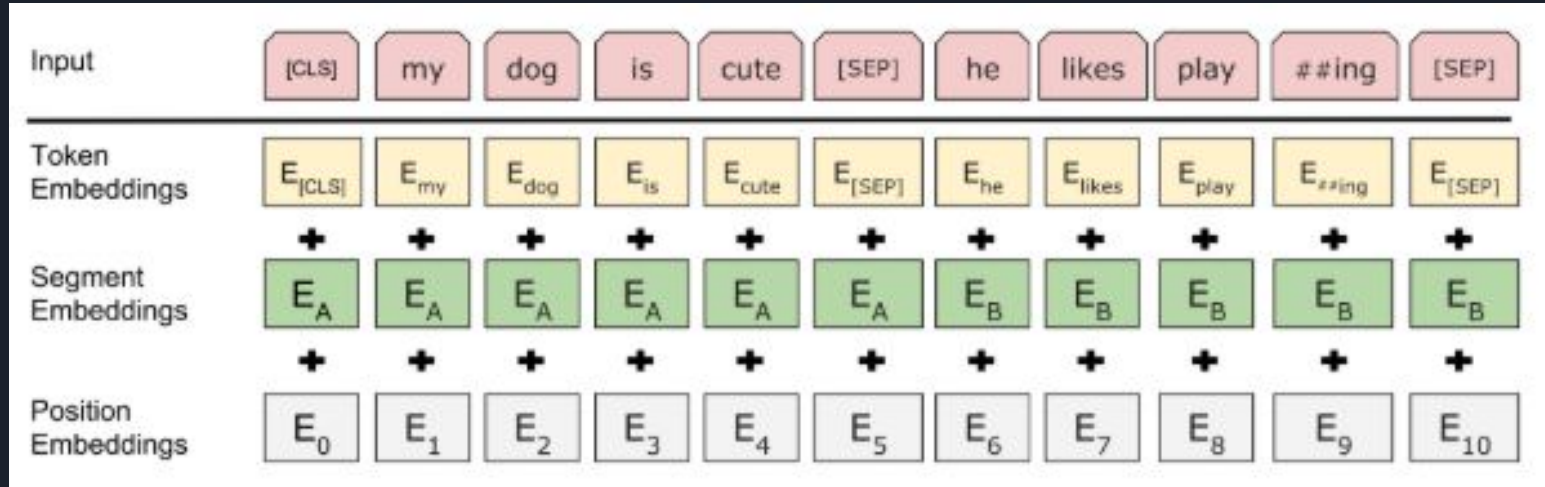 Input [CLS] my dog is cute [SEP] he likes play ##ing [SEP]
Token Embeddings E[CLS] Emy Edog Eis Ecute E[SEP] Ehe Elikes Eplay E##ing E[SEP]
+ + + + + + + + + + +
Segment Embeddings EA EA EA EA EA EA EB EB EB EB EB
+ + + + + + + + + + +
Position Embeddings E0 E1 E2 E3 E4 E5 E6 E7 E8 E9 E10